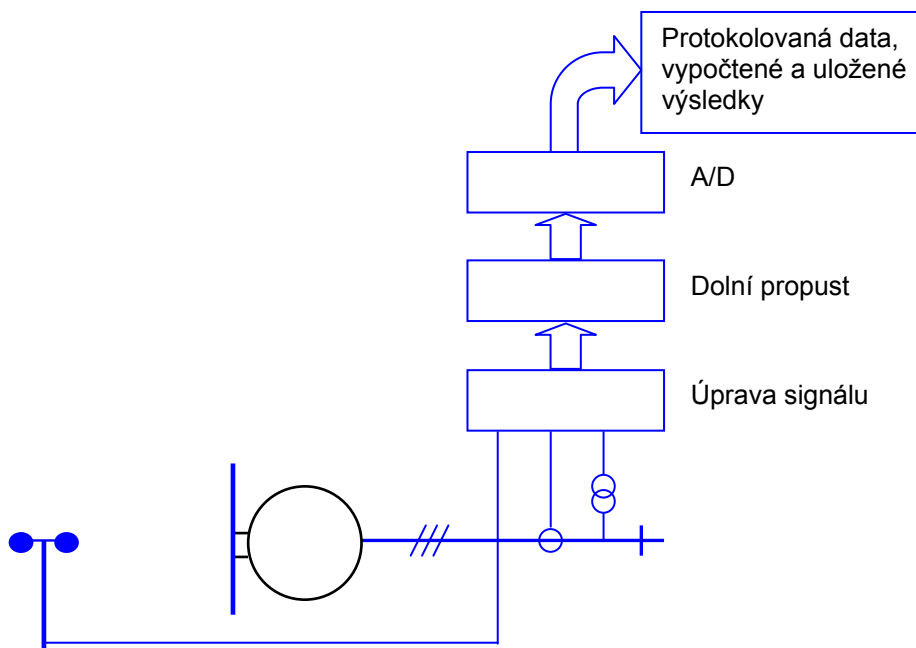 Protokolovaná data,
vypočtené a uložené
výsledky
A/D
Dolní propust
Úprava signálu